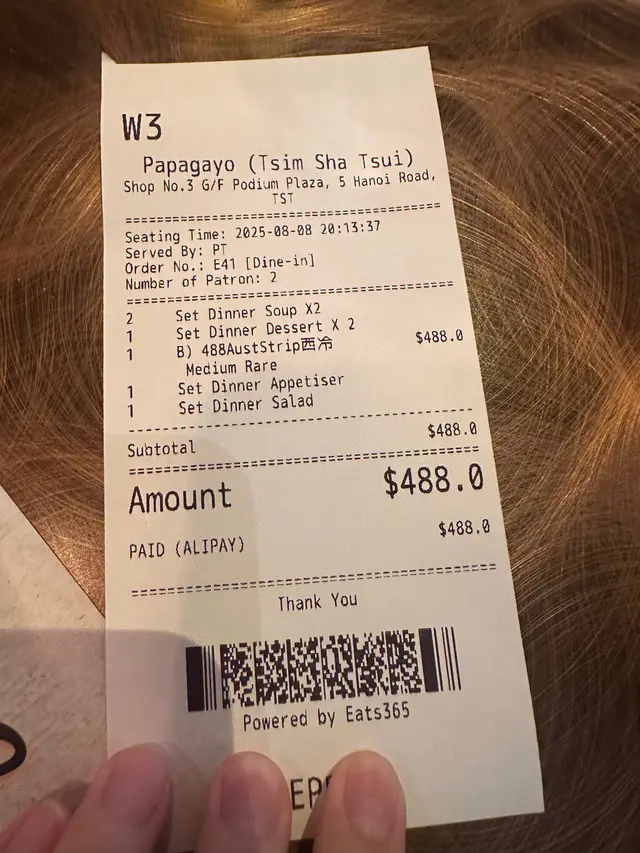 W3
Papagayo (Tsim Sha Tsui)
Shop No.3 G/F Podium Plaza, 5 Hanoi Road,
TST
Seating Time: 2025-08-08 20:13:37
Served By: PT
Order No.: E41 [Dine-in]
Number of Patron: 2
2 Set Dinner Soup X2
1 Set Dinner Dessert X 2
1 B) 488AustStrip西冷 $488.0
Medium Rare
1 Set Dinner Appetiser
1 Set Dinner Salad
Subtotal $488.0
Amount $488.0
PAID (ALIPAY) $488.0
Thank You
Powered by Eats365